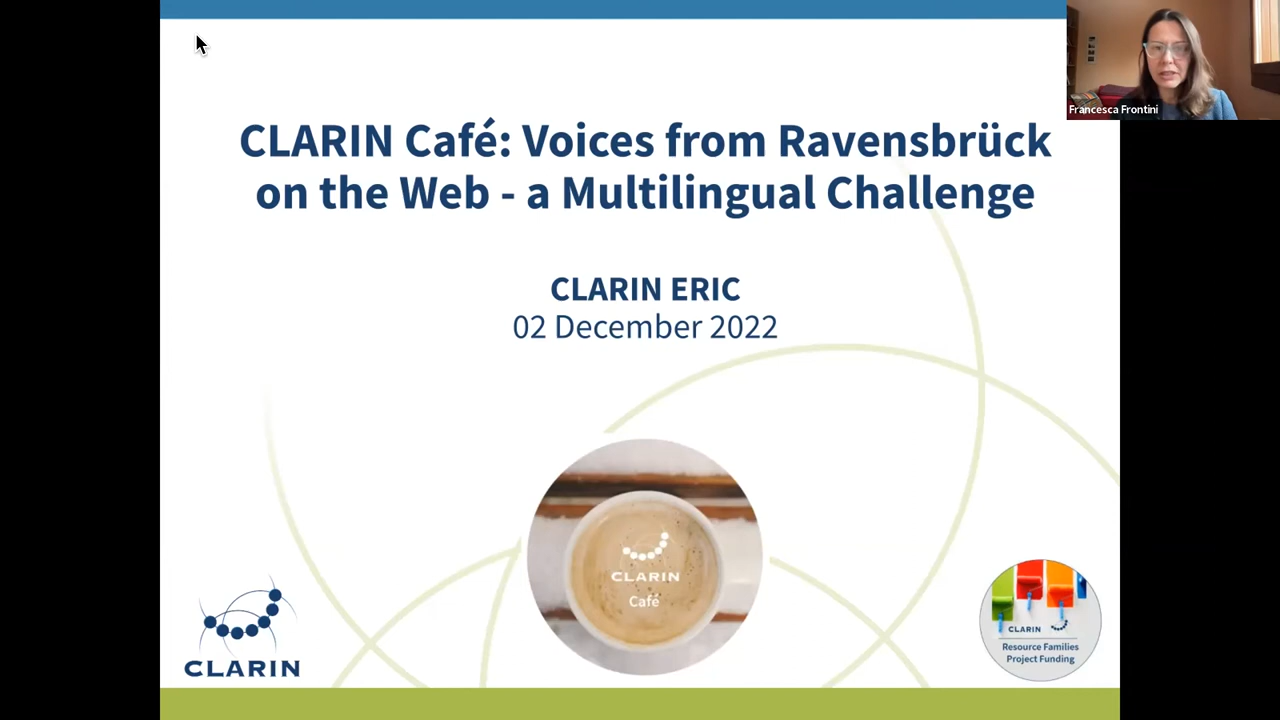 Francesca Frontini
CLARIN Café: Voices from Ravensbrück
on the Web - a Multilingual Challenge
CLARIN ERIC
02 December 2022
CLARIN
Café
CLARIN
CLARIN
Resource Families
Project Funding